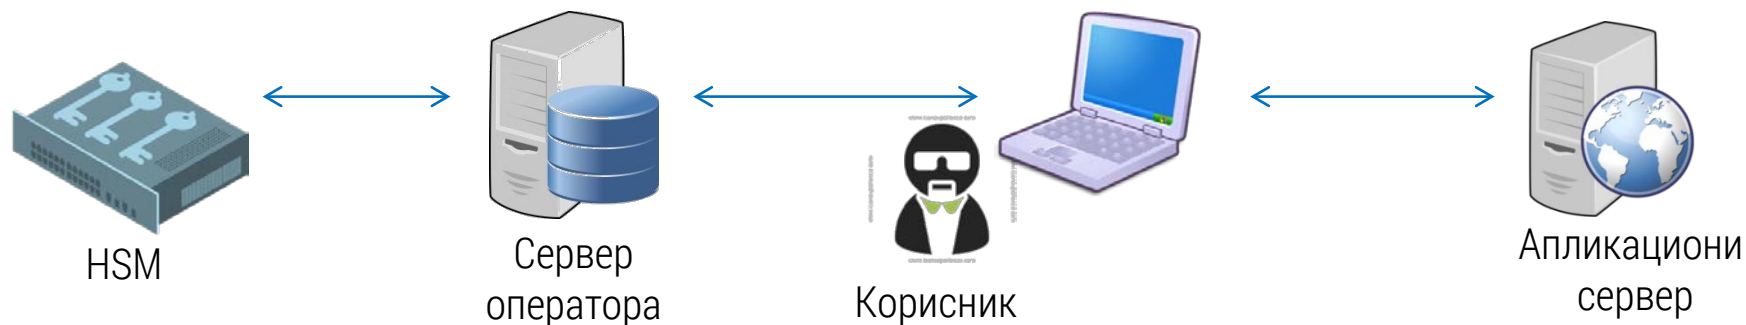 HSM
Сервер
оператора
Корисник
Апликациони
сервер